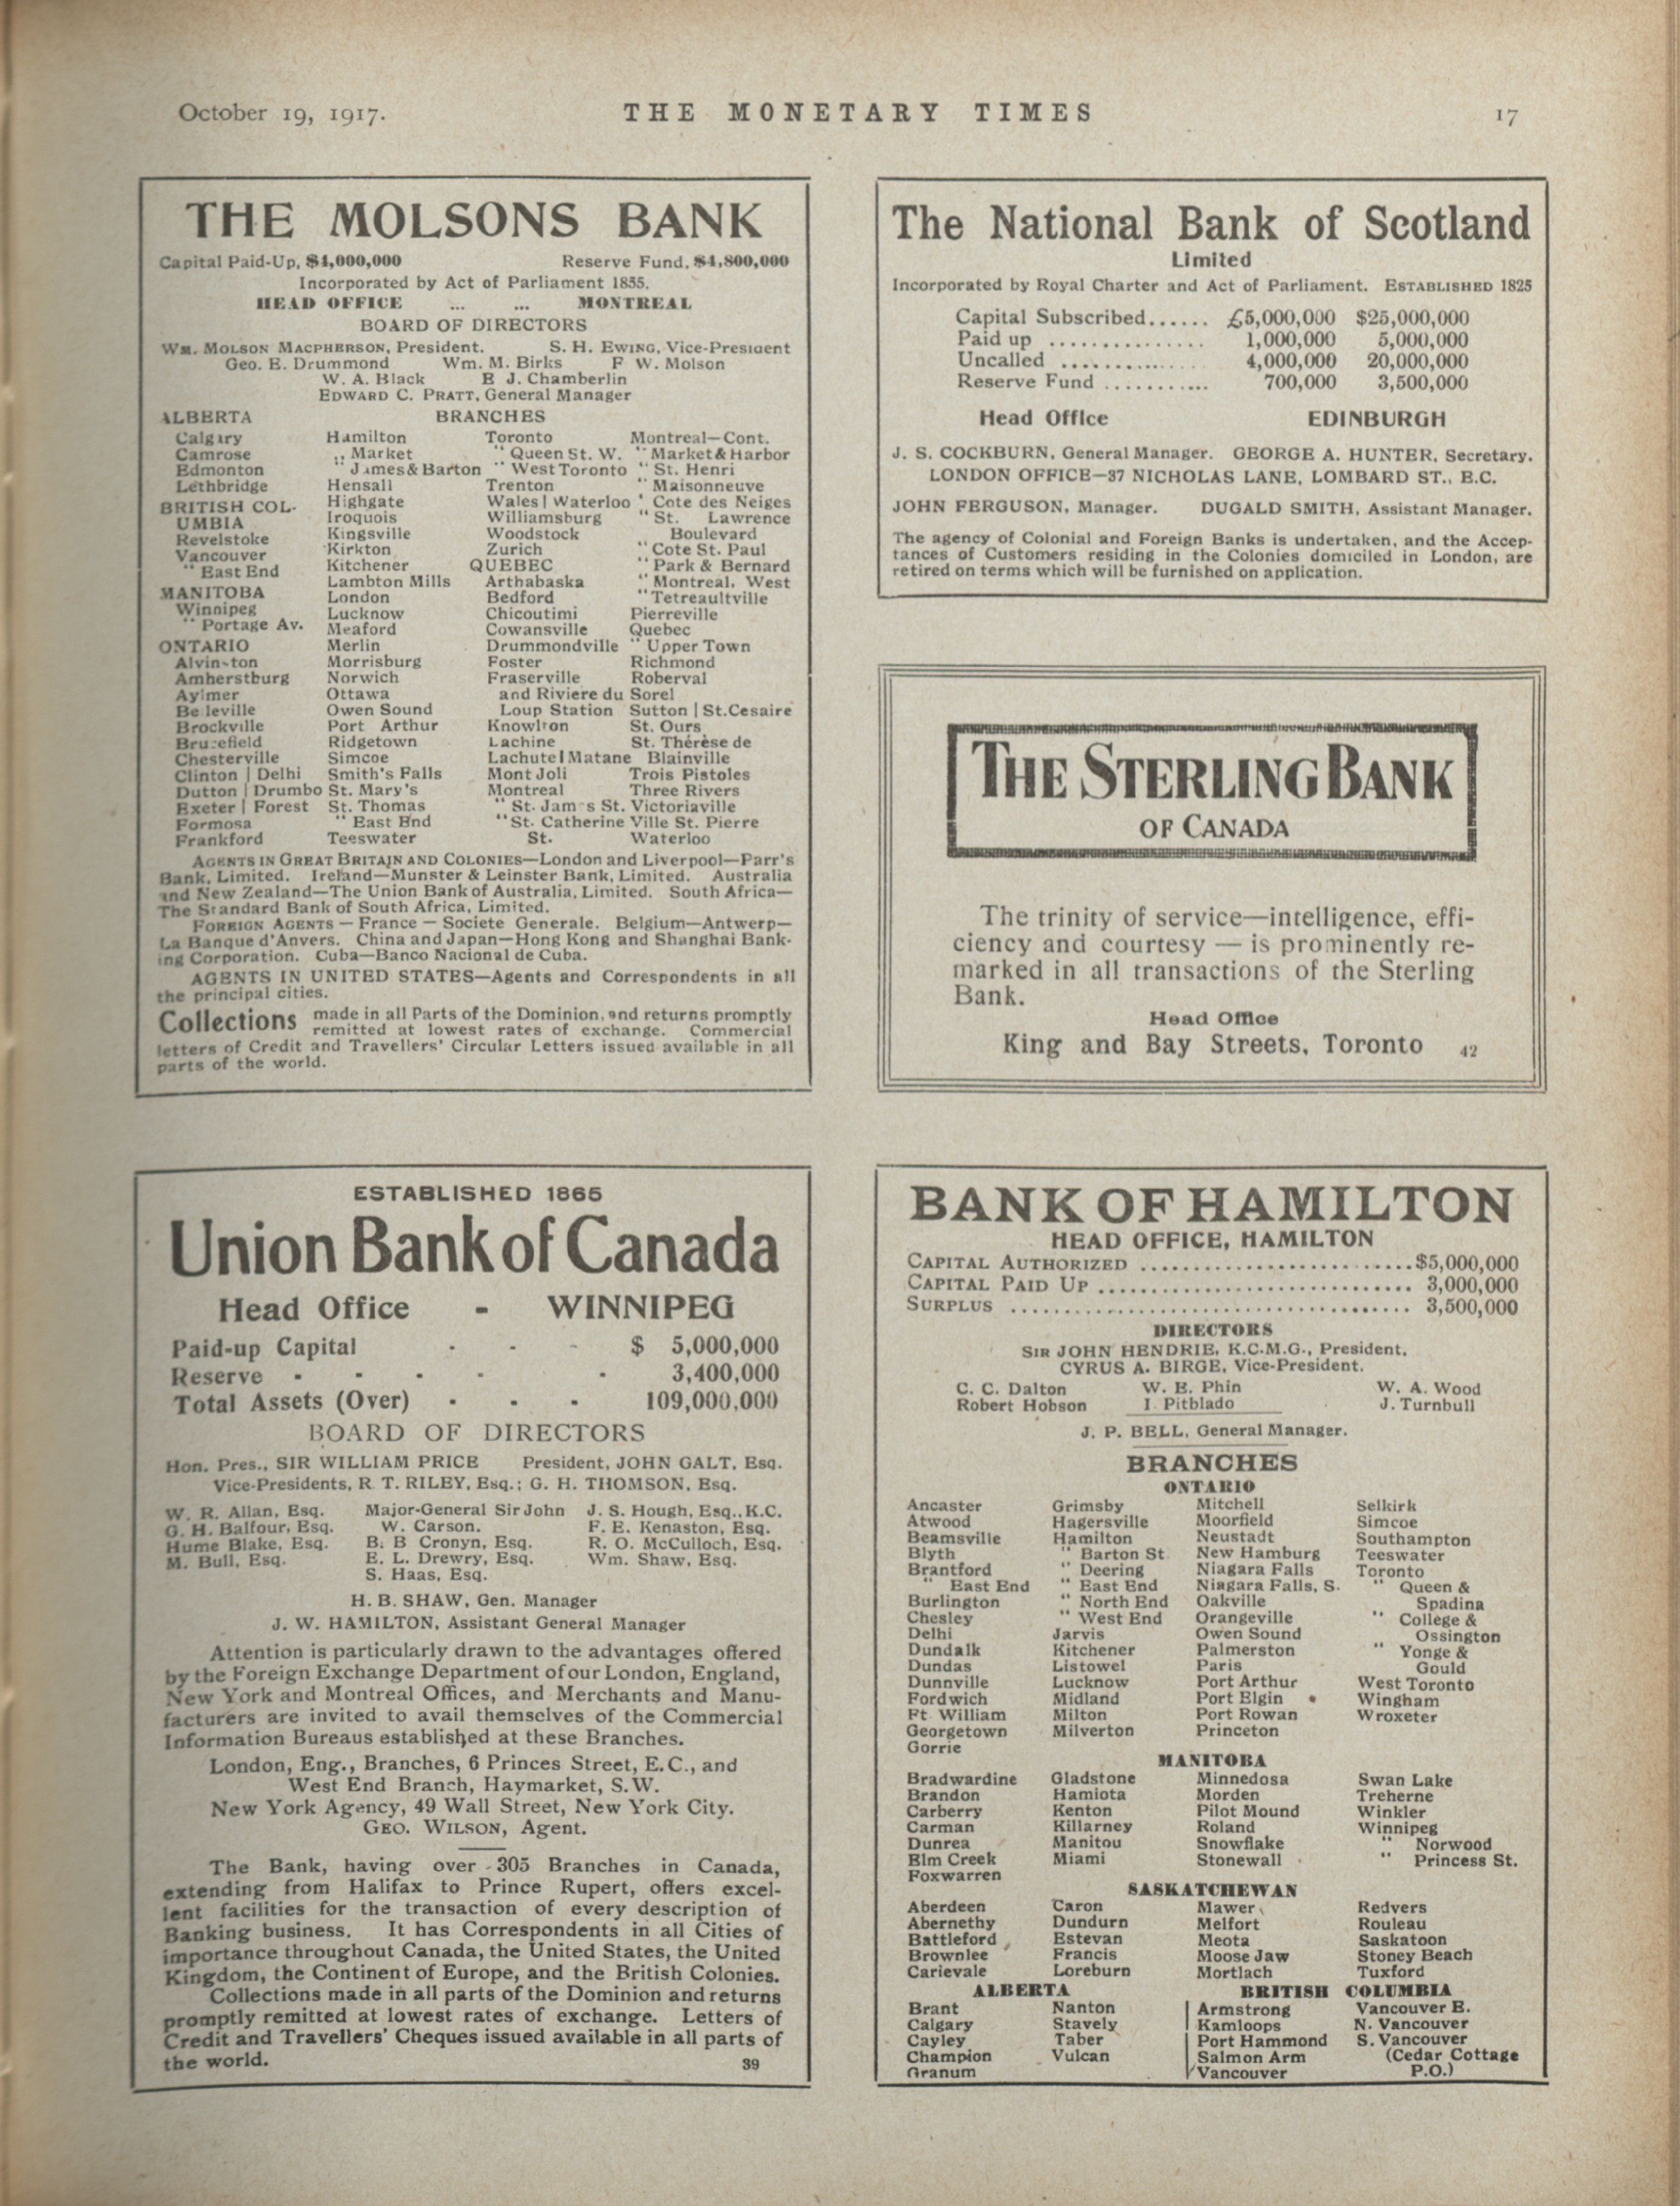 October 19, 1917.
THE MONETARY TIMES
17
THE MOLSONS BANK
Capital Paid-Up, $4,000,000 Reserve Fund, $4,800,000
Incorporated by Act of Parliament 1855.
HEAD OFFICE ... ... MONTREAL
BOARD OF DIRECTORS
WM. MOLSON MACPHERSON, President. S. H. EWING, Vice-President
Geo. E. Drummond Wm. M. Birks F W. Molson
W. A. Black E J. Chamberlin
EDWARD C. PRATT, General Manager
BRANCHES
ALBERTA
Calgary
Camrose
Edmonton
Lethbridge
BRITISH COL-
UMBIA
Revelstoke
Vancouver
" East End
MANITOBA
Winnipeg
" Portage Av.
ONTARIO
Alvinston
Amherstburg
Aylmer
Belleville
Brockville
Brucefield
Chesterville
Clinton | Delhi
Dutton | Drumbo
Exeter | Forest
Formosa
Frankford
Hamilton
" Market
" James & Barton
Hensall
Highgate
Iroquois
Kingsville
Kirkton
Kitchener
Lambton Mills
London
Lucknow
Meaford
Merlin
Morrisburg
Norwich
Ottawa
Owen Sound
Port Arthur
Ridgetown
Simcoe
Smith's Falls
St. Mary's
St. Thomas
" East End
Teeswater
Toronto
" Queen St. W.
" West Toronto
Trenton
Wales | Waterloo
Williamsburg
Woodstock
Zurich
QUEBEC
Arthabaska
Bedford
Chicoutimi
Cowansville
Drummondville
Foster
Fraserville
and Riviere du
Loup Station
Knowlton
Lachine
Lachute | Matane
Mont Joli
Montreal
" St. James St.
" St. Catherine
St.
Montreal—Cont.
" Market & Harbor
" St. Henri
" Maisonneuve
" Cote des Neiges
" St. Lawrence
Boulevard
" Cote St. Paul
" Park & Bernard
" Montreal, West
" Tetreaultville
Pierreville
Quebec
" Upper Town
Richmond
Roberval
Sorel
Sutton | St. Cesaire
St. Ours
St. Thérèse de
Blainville
Trois Pistoles
Three Rivers
Victoriaville
Ville St. Pierre
Waterloo
AGENTS IN GREAT BRITAIN AND COLONIES—London and Liverpool—Parr's
Bank, Limited. Ireland—Munster & Leinster Bank, Limited. Australia
and New Zealand—The Union Bank of Australia, Limited. South Africa—
The Standard Bank of South Africa, Limited.
FOREIGN AGENTS — France — Societe Generale. Belgium—Antwerp—
La Banque d'Anvers. China and Japan—Hong Kong and Shanghai Bank-
ing Corporation. Cuba—Banco Nacional de Cuba.
AGENTS IN UNITED STATES—Agents and Correspondents in all
the principal cities.
Collections made in all Parts of the Dominion, and returns promptly
remitted at lowest rates of exchange. Commercial
letters of Credit and Travellers' Circular Letters issued available in all
parts of the world.
The National Bank of Scotland
Limited
Incorporated by Royal Charter and Act of Parliament. ESTABLISHED 1825
Capital Subscribed...... £5,000,000 $25,000,000
Paid up ............... 1,000,000 5,000,000
Uncalled ............... 4,000,000 20,000,000
Reserve Fund ........... 700,000 3,500,000
Head Office EDINBURGH
J. S. COCKBURN, General Manager. GEORGE A. HUNTER, Secretary.
LONDON OFFICE—37 NICHOLAS LANE, LOMBARD ST., E.C.
JOHN FERGUSON, Manager. DUGALD SMITH, Assistant Manager.
The agency of Colonial and Foreign Banks is undertaken, and the Accep-
tances of Customers residing in the Colonies domiciled in London, are
retired on terms which will be furnished on application.
THE STERLING BANK
OF CANADA
The trinity of service—intelligence, effi-
ciency and courtesy — is prominently re-
marked in all transactions of the Sterling
Bank.
Head Office
King and Bay Streets, Toronto 42
ESTABLISHED 1865
Union Bank of Canada
Head Office - WINNIPEG
Paid-up Capital - - - $ 5,000,000
Reserve - - - - - 3,400,000
Total Assets (Over) - - - 109,000,000
BOARD OF DIRECTORS
Hon. Pres., SIR WILLIAM PRICE President, JOHN GALT, Esq.
Vice-Presidents, R. T. RILEY, Esq.; G. H. THOMSON, Esq.
W. R. Allan, Esq.
G. H. Balfour, Esq.
Hume Blake, Esq.
M. Bull, Esq.
Major-General Sir John
W. Carson.
B. B Cronyn, Esq.
E. L. Drewry, Esq.
S. Haas, Esq.
J. S. Hough, Esq., K.C.
F. E. Kenaston, Esq.
R. O. McCulloch, Esq.
Wm. Shaw, Esq.
H. B. SHAW, Gen. Manager
J. W. HAMILTON, Assistant General Manager
Attention is particularly drawn to the advantages offered
by the Foreign Exchange Department of our London, England,
New York and Montreal Offices, and Merchants and Manu-
facturers are invited to avail themselves of the Commercial
Information Bureaus established at these Branches.
London, Eng., Branches, 6 Princes Street, E.C., and
West End Branch, Haymarket, S.W.
New York Agency, 49 Wall Street, New York City.
GEO. WILSON, Agent.
The Bank, having over 305 Branches in Canada,
extending from Halifax to Prince Rupert, offers excel-
lent facilities for the transaction of every description of
Banking business. It has Correspondents in all Cities of
importance throughout Canada, the United States, the United
Kingdom, the Continent of Europe, and the British Colonies.
Collections made in all parts of the Dominion and returns
promptly remitted at lowest rates of exchange. Letters of
Credit and Travellers' Cheques issued available in all parts of
the world. 39
BANK OF HAMILTON
HEAD OFFICE, HAMILTON
CAPITAL AUTHORIZED ..........................$5,000,000
CAPITAL PAID UP .............................. 3,000,000
SURPLUS ...................................... 3,500,000
DIRECTORS
SIR JOHN HENDRIE, K.C.M.G., President.
CYRUS A. BIRGE, Vice-President.
C. C. Dalton W. E. Phin W. A. Wood
Robert Hobson I. Pitblado J. Turnbull
J. P. BELL, General Manager.
BRANCHES
ONTARIO
Ancaster
Atwood
Beamsville
Blyth
Brantford
" East End
Burlington
Chesley
Delhi
Dundalk
Dundas
Dunnville
Fordwich
Ft. William
Georgetown
Gorrie
Grimsby
Hagersville
Hamilton
" Barton St
" Deering
" East End
" North End
" West End
Jarvis
Kitchener
Listowel
Lucknow
Midland
Milton
Milverton
Mitchell
Moorfield
Neustadt
New Hamburg
Niagara Falls
Niagara Falls, S.
Oakville
Orangeville
Owen Sound
Palmerston
Paris
Port Arthur
Port Elgin
Port Rowan
Princeton
Selkirk
Simcoe
Southampton
Teeswater
Toronto
" Queen &
Spadina
" College &
Ossington
" Yonge &
Gould
West Toronto
Wingham
Wroxeter
MANITOBA
Bradwardine
Brandon
Carberry
Carman
Dunrea
Elm Creek
Foxwarren
Gladstone
Hamiota
Kenton
Killarney
Manitou
Miami
Minnedosa
Morden
Pilot Mound
Roland
Snowflake
Stonewall
Swan Lake
Treherne
Winkler
Winnipeg
" Norwood
" Princess St.
SASKATCHEWAN
Aberdeen
Abernethy
Battleford
Brownlee
Carievale
Caron
Dundurn
Estevan
Francis
Loreburn
Mawer
Melfort
Meota
Moose Jaw
Mortlach
Redvers
Rouleau
Saskatoon
Stoney Beach
Tuxford
ALBERTA
Brant
Calgary
Cayley
Champion
Granum
Nanton
Stavely
Taber
Vulcan
BRITISH COLUMBIA
Armstrong
Kamloops
Port Hammond
Salmon Arm
Vancouver
Vancouver E.
N. Vancouver
S. Vancouver
(Cedar Cottage
P.O.)